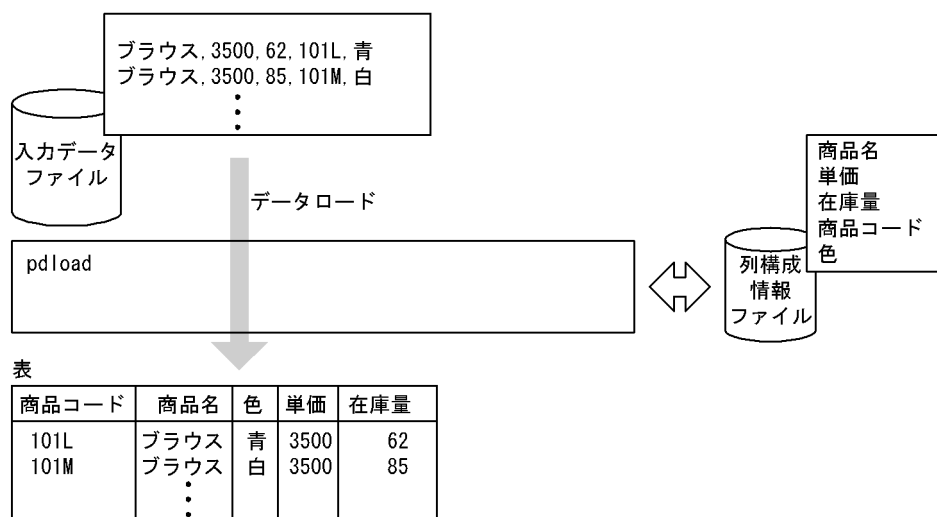 ブラウス,3500,62,101L,青
ブラウス,3500,85,101M,白
入力データ
ファイル
データロード
商品名
単価
在庫量
商品コード
色
pdload
列構成
情報
ファイル
表
商品コード 商品名 色 単価 在庫量
101L ブラウス 青 3500 62
101M ブラウス 白 3500 85